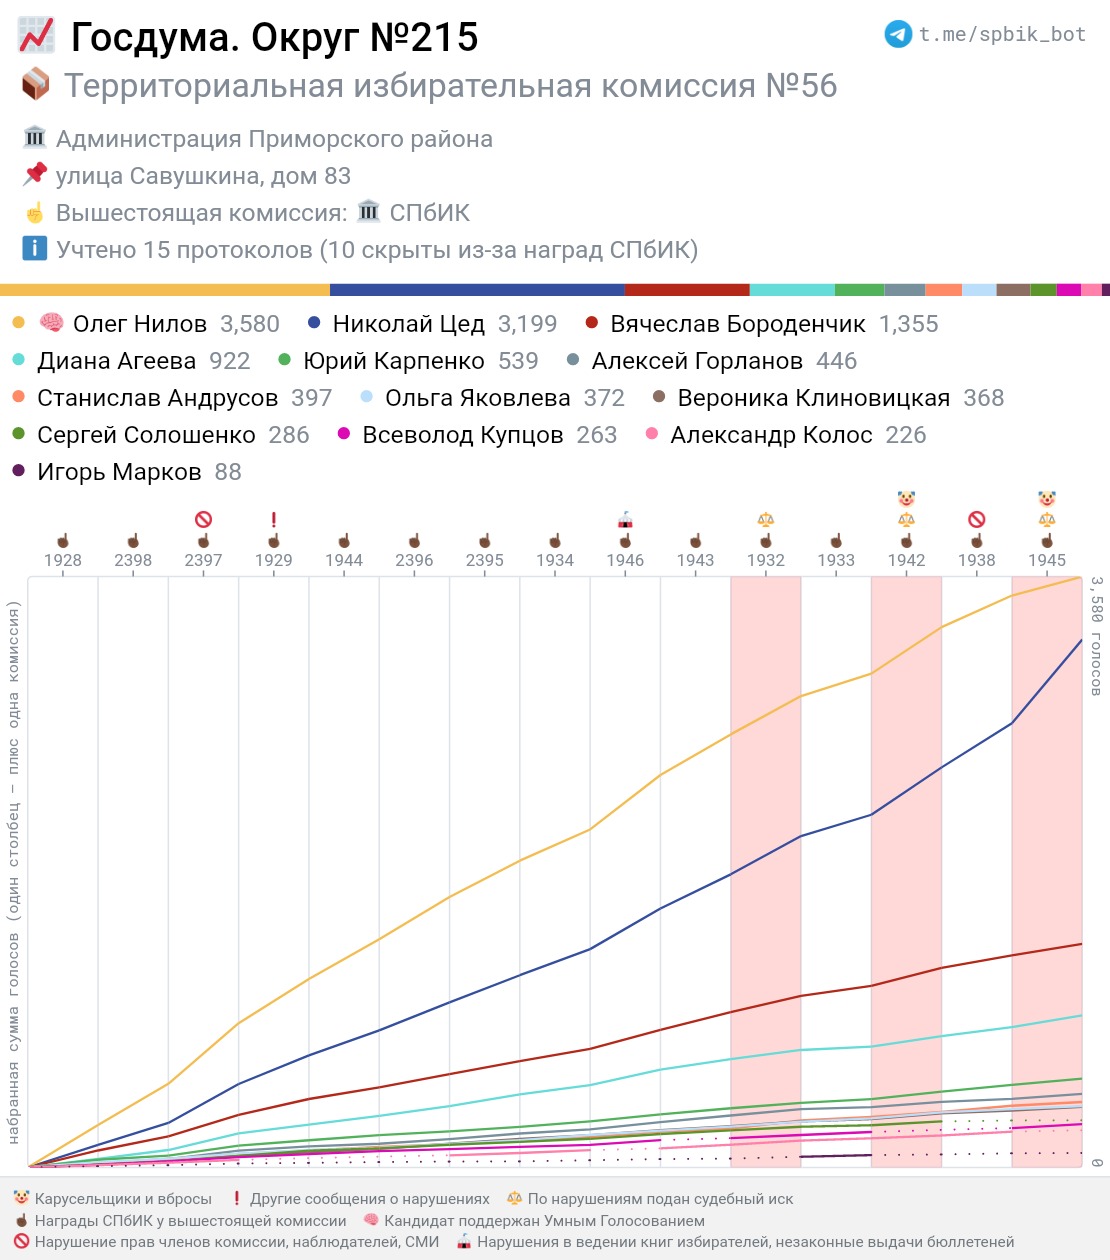 Госдума. Округ №215
t.me/spbik_bot
Территориальная избирательная комиссия №56
Администрация Приморского района
улица Савушкина, дом 83
Вышестоящая комиссия: СПбИК
Учтено 15 протоколов (10 скрыты из-за наград СПбИК)
Олег Нилов 3,580 Николай Цед 3,199 Вячеслав Бороденчик 1,355
Диана Агеева 922 Юрий Карпенко 539 Алексей Горланов 446
Станислав Андрусов 397 Ольга Яковлева 372 Вероника Клиновицкая 368
Сергей Солошенко 286 Всеволод Купцов 263 Александр Колос 226
Игорь Марков 88
1928 2398 2397 1929 1944 2396 2395 1934 1946 1943 1932 1933 1942 1938 1945
набранная сумма голосов (один столбец – плюс одна комиссия)
3,580 голосов
0
Карусельщики и вбросы Другие сообщения о нарушениях По нарушениям подан судебный иск
Награды СПбИК у вышестоящей комиссии Кандидат поддержан Умным Голосованием
Нарушение прав членов комиссии, наблюдателей, СМИ Нарушения в ведении книг избирателей, незаконные выдачи бюллетеней